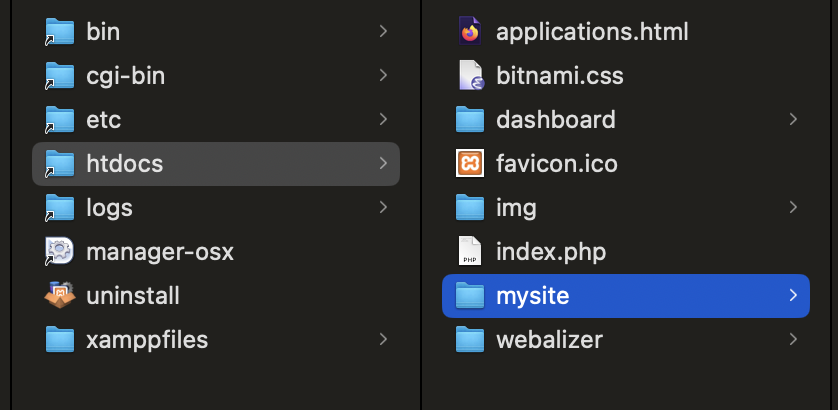 bin
cgi-bin
etc
htdocs
logs
manager-osx
uninstall
xamppfiles
applications.html
bitnami.css
dashboard
favicon.ico
img
PHP
index.php
mysite
webalizer